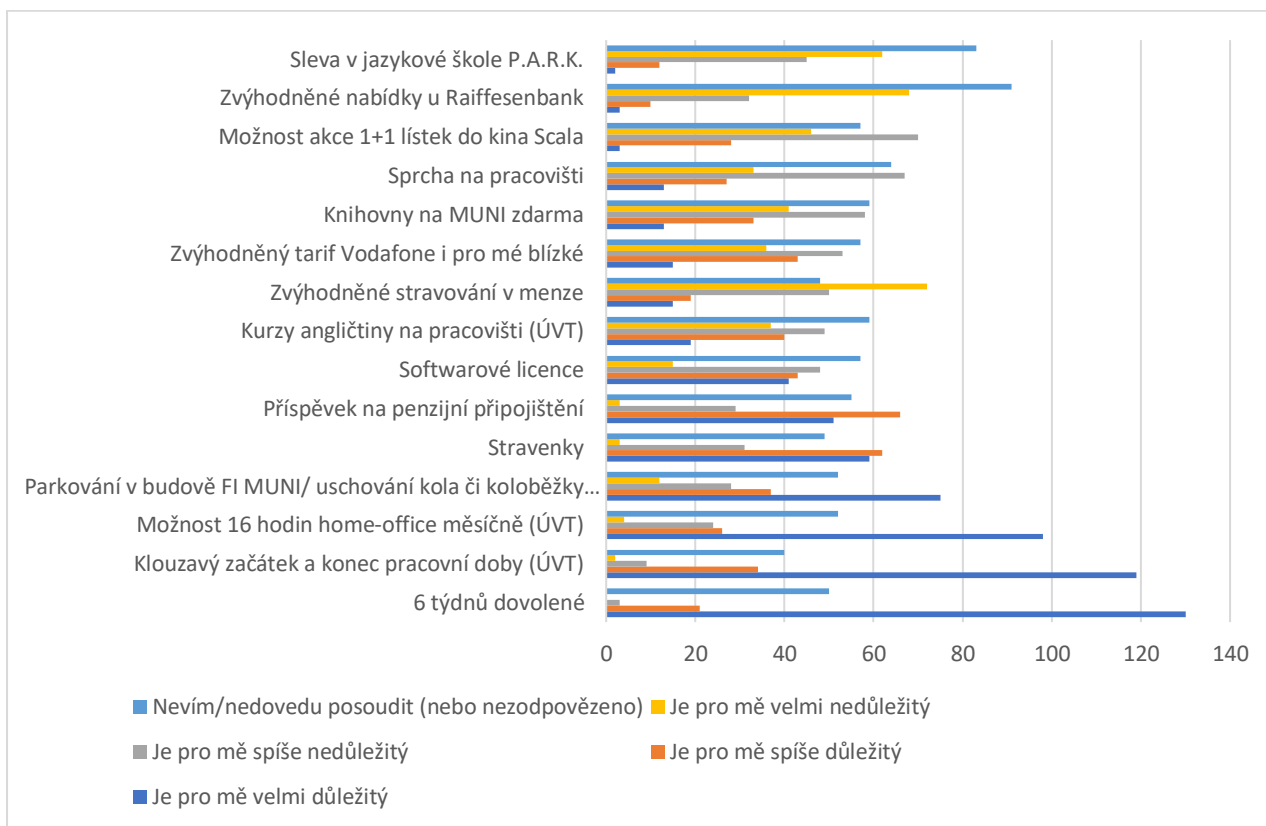 Sleva v jazykové škole P.A.R.K.
Zvýhodněné nabídky u Raiffesenbank
Možnost akce 1+1 lístek do kina Scala
Sprcha na pracovišti
Knihovny na MUNI zdarma
Zvýhodněný tarif Vodafone i pro mé blízké
Zvýhodněné stravování v menze
Kurzy angličtiny na pracovišti (ÚVT)
Softwarové licence
Příspěvek na penzijní připojištění
Stravenky
Parkování v budově FI MUNI/ uschování kola či koloběžky...
Možnost 16 hodin home-office měsíčně (ÚVT)
Klouzavý začátek a konec pracovní doby (ÚVT)
6 týdnů dovolené
0 20 40 60 80 100 120 140
Nevím/nedovedu posoudit (nebo nezodpovězeno) Je pro mě velmi nedůležitý
Je pro mě spíše nedůležitý Je pro mě spíše důležitý
Je pro mě velmi důležitý